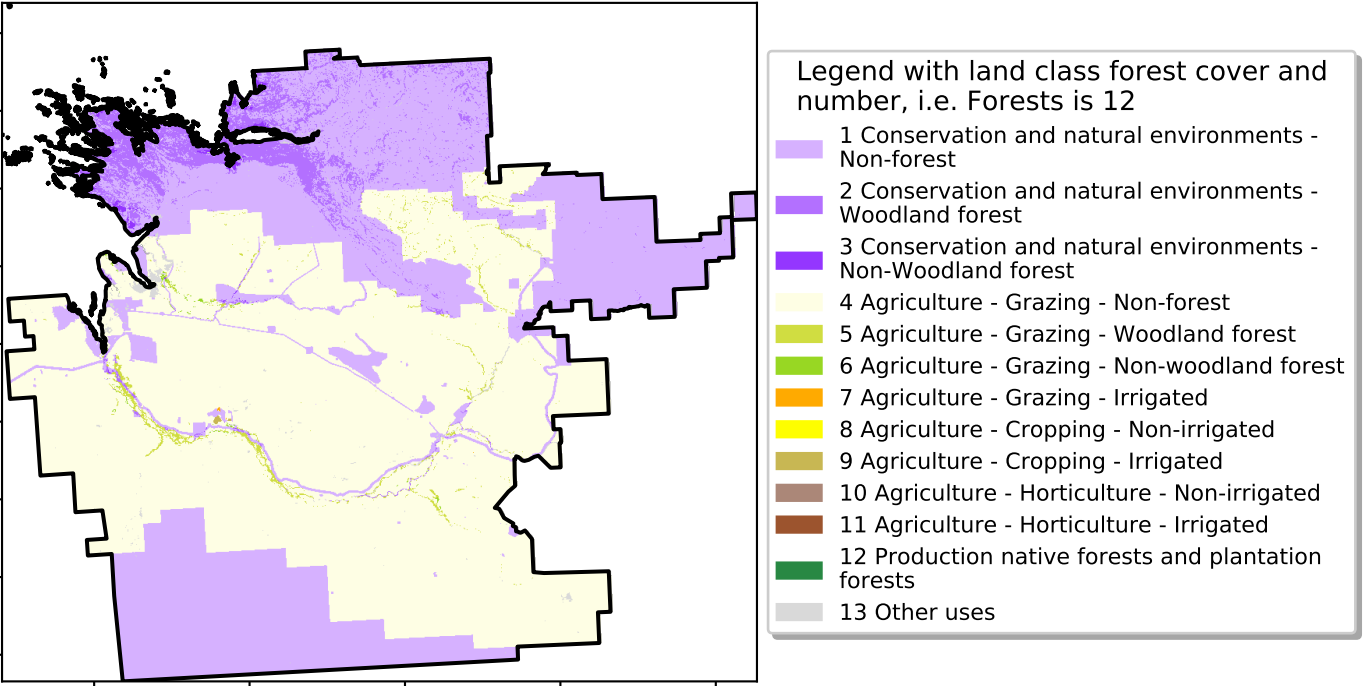 Legend with land class forest cover and
number, i.e. Forests is 12
1 Conservation and natural environments -
Non-forest
2 Conservation and natural environments -
Woodland forest
3 Conservation and natural environments -
Non-Woodland forest
4 Agriculture - Grazing - Non-forest
5 Agriculture - Grazing - Woodland forest
6 Agriculture - Grazing - Non-woodland forest
7 Agriculture - Grazing - Irrigated
8 Agriculture - Cropping - Non-irrigated
9 Agriculture - Cropping - Irrigated
10 Agriculture - Horticulture - Non-irrigated
11 Agriculture - Horticulture - Irrigated
12 Production native forests and plantation
forests
13 Other uses